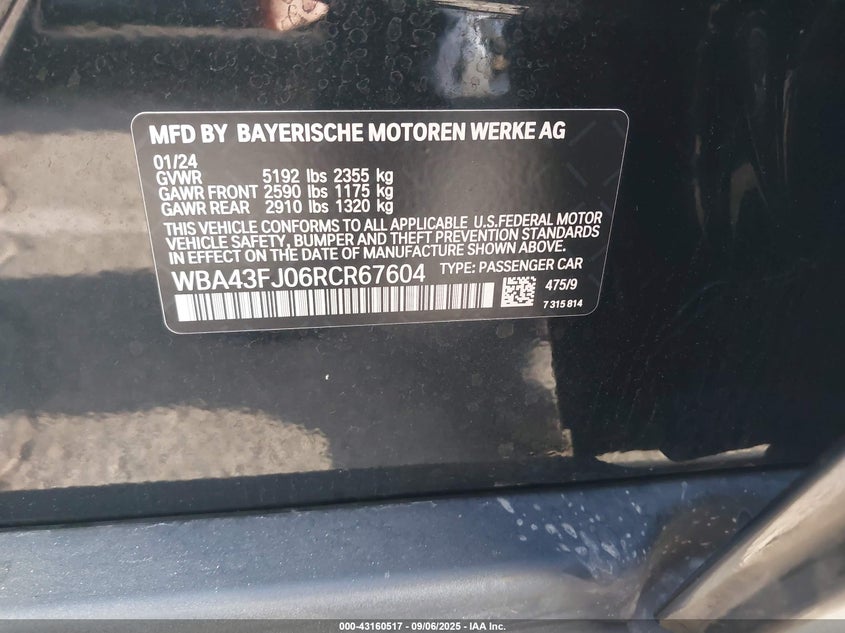 MFD BY BAYERISCHE MOTOREN WERKE AG
01/24
GVWR 5192 lbs 2355 kg
GAWR FRONT 2590 lbs 1175 kg
GAWR REAR 2910 lbs 1320 kg
THIS VEHICLE CONFORMS TO ALL APPLICABLE U.S.FEDERAL MOTOR
VEHICLE SAFETY, BUMPER AND THEFT PREVENTION STANDARDS
IN EFFECT ON THE DATE OF MANUFACTURE SHOWN ABOVE.
WBA43FJ06RCR67604 TYPE: PASSENGER CAR
475/9
7 315 814
000-43160517 - 09/06/2025 - IAA Inc.